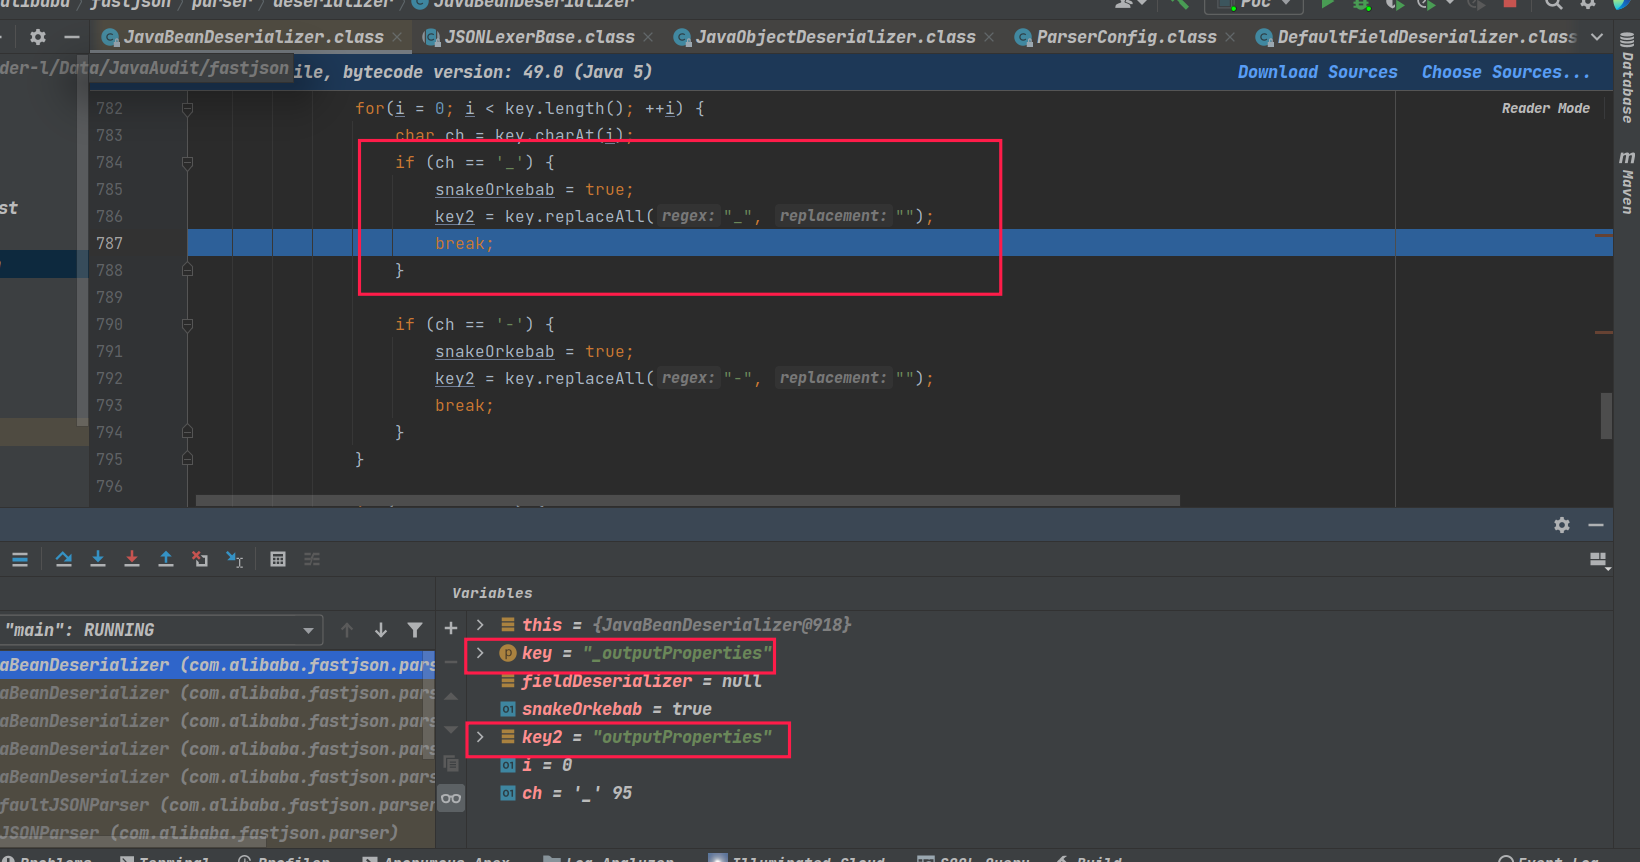 alibaba / fastjson / parser / deserializer / JavaBeanDeserializer
Poc
JavaBeanDeserializer.class JSONLexerBase.class JavaObjectDeserializer.class ParserConfig.class DefaultFieldDeserializer.class
der-l/Data/JavaAudit/fastjson ile, bytecode version: 49.0 (Java 5) Download Sources Choose Sources...
Reader Mode
782 for(i = 0; i < key.length(); ++i) {
783 char ch = key.charAt(i);
784 if (ch == '_') {
785 snakeOrkebab = true;
786 key2 = key.replaceAll( regex: "_", replacement: "");
787 break;
788 }
789
790 if (ch == '-') {
791 snakeOrkebab = true;
792 key2 = key.replaceAll( regex: "-", replacement: "");
793 break;
794 }
795 }
796
st
Database
Maven
Variables
"main": RUNNING
aBeanDeserializer (com.alibaba.fastjson.pars
aBeanDeserializer (com.alibaba.fastjson.pars
aBeanDeserializer (com.alibaba.fastjson.pars
aBeanDeserializer (com.alibaba.fastjson.pars
aBeanDeserializer (com.alibaba.fastjson.pars
faultJSONParser (com.alibaba.fastjson.parser
JSONParser (com.alibaba.fastjson.parser)
this = {JavaBeanDeserializer@918}
key = "_outputProperties"
fieldDeserializer = null
snakeOrkebab = true
key2 = "outputProperties"
i = 0
ch = '_' 95
Problems Terminal Profiler Anonymous Apex Log Analyzer Illuminated Cloud SOQL Query Build Event Log